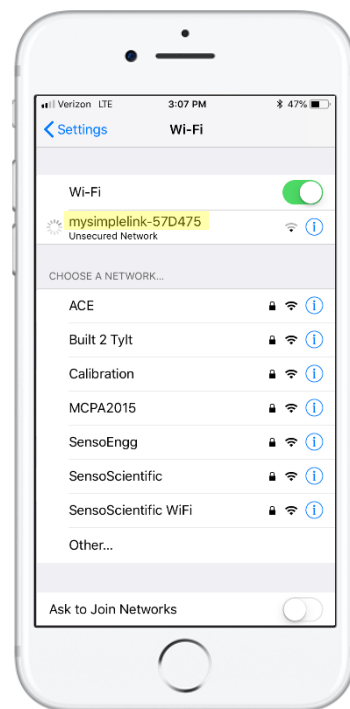 Verizon LTE 3:07 PM 47%
Settings Wi-Fi
Wi-Fi
mysimplelink-57D475
Unsecured Network
CHOOSE A NETWORK...
ACE
Built 2 Tylt
Calibration
MCPA2015
SensoEngg
SensoScientific
SensoScientific WiFi
Other...
Ask to Join Networks